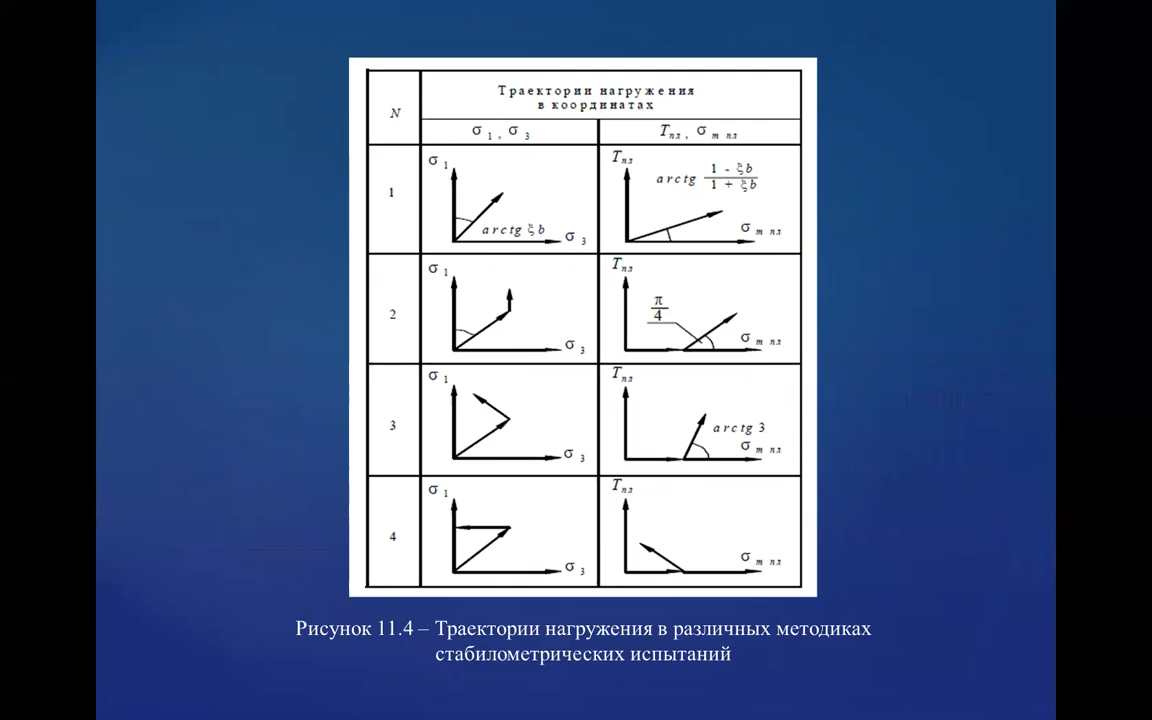 N
Траектории нагружения
в координатах
σ 1 , σ 3
T пл , σ m пл
1
σ 1
arctg ξb
σ 3
T пл
arctg (1 - ξb)/(1 + ξb)
σ m пл
2
σ 1
σ 3
T пл
π/4
σ m пл
3
σ 1
σ 3
T пл
arctg 3
σ m пл
4
σ 1
σ 3
T пл
σ m пл
Рисунок 11.4 – Траектории нагружения в различных методиках
стабилометрических испытаний